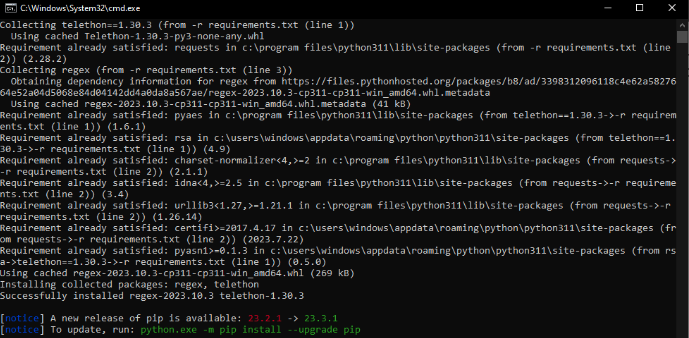 C:\Windows\System32\cmd.exe
Collecting telethon==1.30.3 (from -r requirements.txt (line 1))
  Using cached Telethon-1.30.3-py3-none-any.whl
Requirement already satisfied: requests in c:\program files\python311\lib\site-packages (from -r requirements.txt (line
2)) (2.28.2)
Collecting regex (from -r requirements.txt (line 3))
  Obtaining dependency information for regex from https://files.pythonhosted.org/packages/b8/ad/3398312096118c4e62a58276
64e52a04d5068e84d04142dd4a0da8a567ae/regex-2023.10.3-cp311-cp311-win_amd64.whl.metadata
  Using cached regex-2023.10.3-cp311-cp311-win_amd64.whl.metadata (41 kB)
Requirement already satisfied: pyaes in c:\program files\python311\lib\site-packages (from telethon==1.30.3->-r requirem
ents.txt (line 1)) (1.6.1)
Requirement already satisfied: rsa in c:\users\windows\appdata\roaming\python\python311\site-packages (from telethon==1.
30.3->-r requirements.txt (line 1)) (4.9)
Requirement already satisfied: charset-normalizer<4,>=2 in c:\program files\python311\lib\site-packages (from requests->
-r requirements.txt (line 2)) (2.1.1)
Requirement already satisfied: idna<4,>=2.5 in c:\program files\python311\lib\site-packages (from requests->-r requireme
nts.txt (line 2)) (3.4)
Requirement already satisfied: urllib3<1.27,>=1.21.1 in c:\program files\python311\lib\site-packages (from requests->-r
requirements.txt (line 2)) (1.26.14)
Requirement already satisfied: certifi>=2017.4.17 in c:\users\windows\appdata\roaming\python\python311\site-packages (fr
om requests->-r requirements.txt (line 2)) (2023.7.22)
Requirement already satisfied: pyasn1>=0.1.3 in c:\users\windows\appdata\roaming\python\python311\site-packages (from rs
a->telethon==1.30.3->-r requirements.txt (line 1)) (0.5.0)
Using cached regex-2023.10.3-cp311-cp311-win_amd64.whl (269 kB)
Installing collected packages: regex, telethon
Successfully installed regex-2023.10.3 telethon-1.30.3
[notice] A new release of pip is available: 23.2.1 -> 23.3.1
[notice] To update, run: python.exe -m pip install --upgrade pip